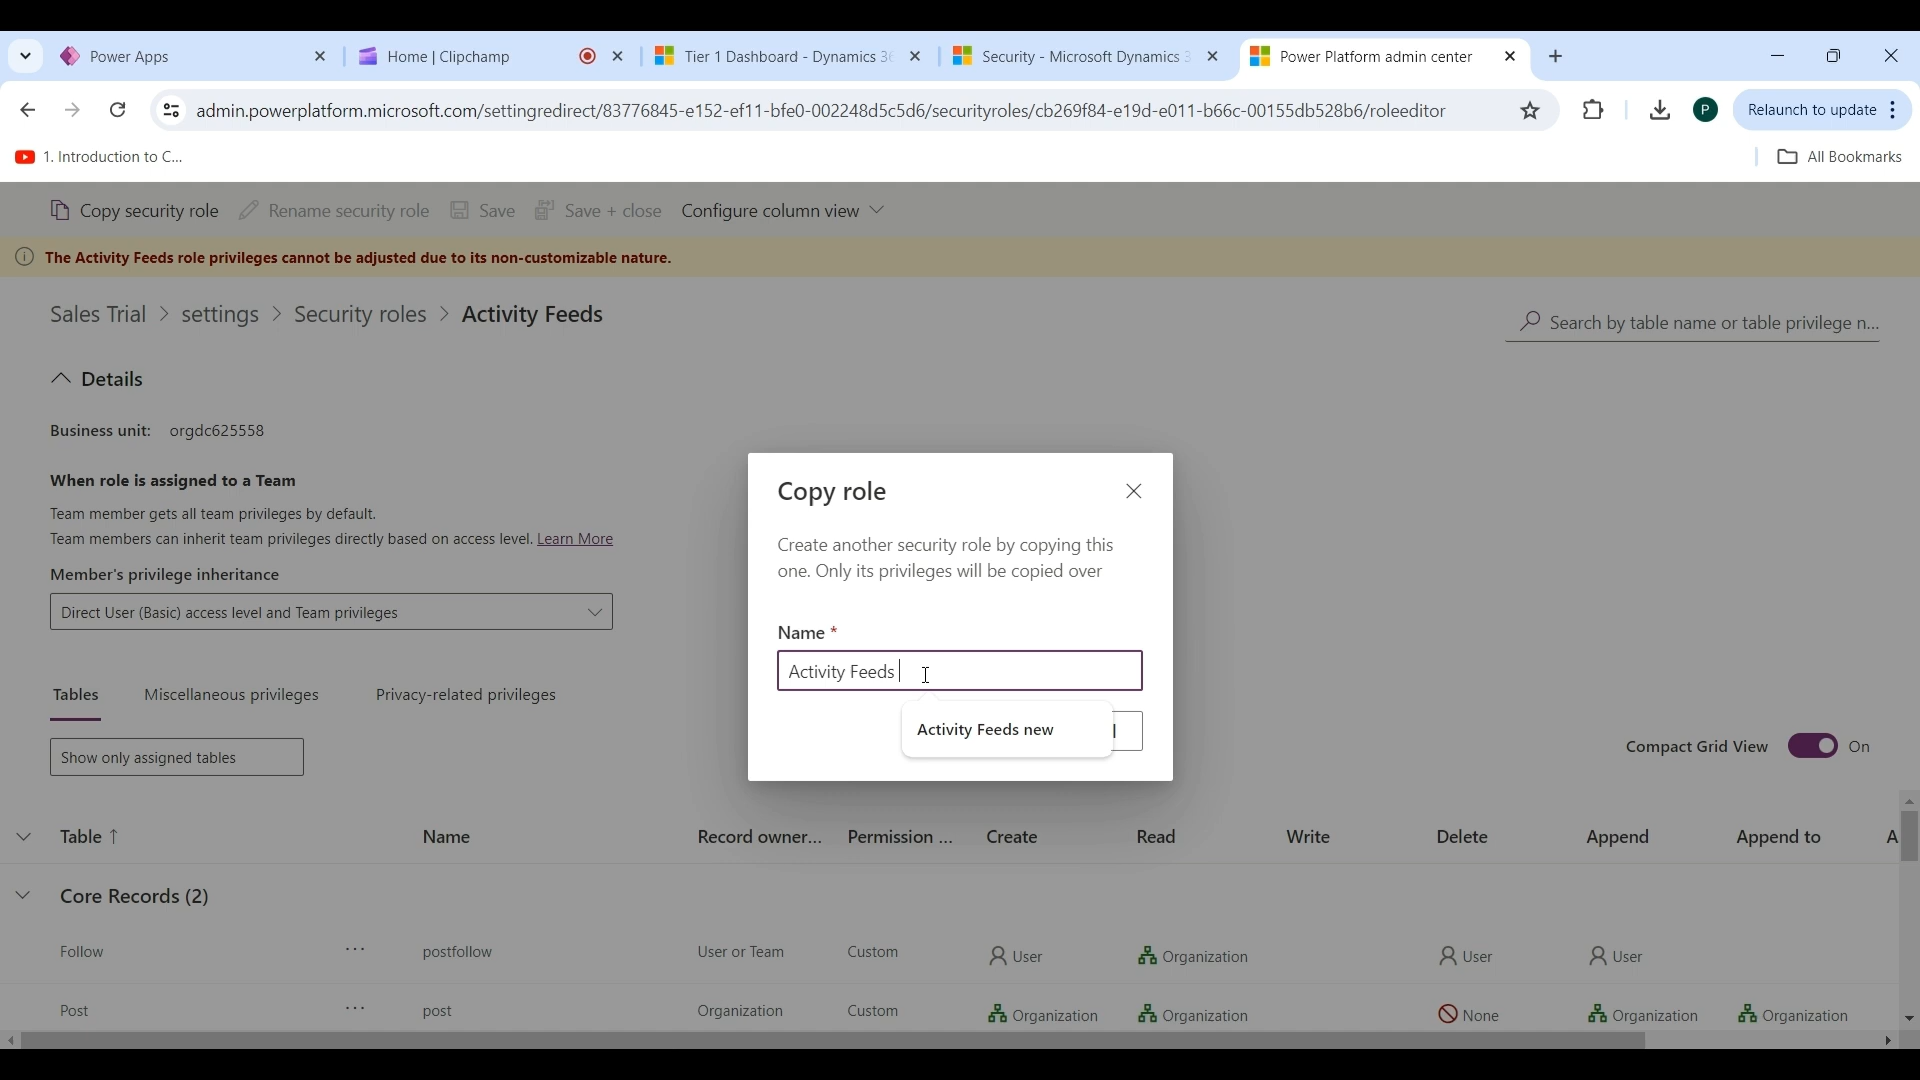 Power Apps
Home | Clipchamp
Tier 1 Dashboard - Dynamics 36
Security - Microsoft Dynamics 3
Power Platform admin center
admin.powerplatform.microsoft.com/settingredirect/83776845-e152-ef11-bfe0-002248d5c5d6/securityroles/cb269f84-e19d-e011-b66c-00155db528b6/roleeditor
P
Relaunch to update
1. Introduction to C...
All Bookmarks
Copy security role
Rename security role
Save
Save + close
Configure column view
The Activity Feeds role privileges cannot be adjusted due to its non-customizable nature.
Sales Trial > settings > Security roles > Activity Feeds
Search by table name or table privilege n...
Details
Business unit: orgdc625558
When role is assigned to a Team
Team member gets all team privileges by default.
Team members can inherit team privileges directly based on access level. Learn More
Member's privilege inheritance
Direct User (Basic) access level and Team privileges
Tables
Miscellaneous privileges
Privacy-related privileges
Show only assigned tables
Compact Grid View
On
Copy role
Create another security role by copying this
one. Only its privileges will be copied over
Name *
Activity Feeds
Activity Feeds new
Table ↑
Name
Record owner...
Permission ...
Create
Read
Write
Delete
Append
Append to
A
Core Records (2)
Follow
...
postfollow
User or Team
Custom
User
Organization
User
User
Post
...
post
Organization
Custom
Organization
Organization
None
Organization
Organization